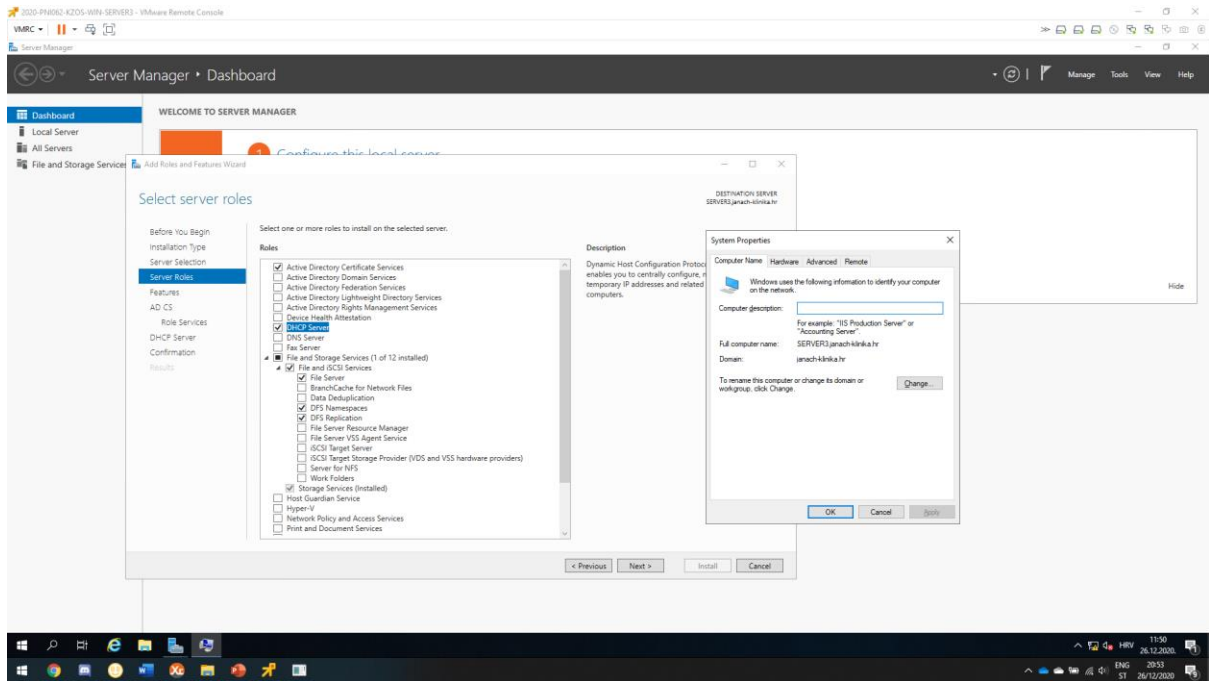 2020-PNI062-KZOS-WIN-SERVER3 - VMware Remote Console
VMRC
Server Manager
Server Manager • Dashboard
Manage Tools View Help
Dashboard
Local Server
All Servers
File and Storage Services
WELCOME TO SERVER MANAGER
1 Configure this local server
Hide
Add Roles and Features Wizard
Select server roles
DESTINATION SERVER
SERVER3.janach-klinika.hr
Before You Begin
Installation Type
Server Selection
Server Roles
Features
AD CS
Role Services
DHCP Server
Confirmation
Results
Select one or more roles to install on the selected server.
Roles
Active Directory Certificate Services
Active Directory Domain Services
Active Directory Federation Services
Active Directory Lightweight Directory Services
Active Directory Rights Management Services
Device Health Attestation
DHCP Server
DNS Server
Fax Server
File and Storage Services (1 of 12 installed)
File and iSCSI Services
File Server
BranchCache for Network Files
Data Deduplication
DFS Namespaces
DFS Replication
File Server Resource Manager
File Server VSS Agent Service
iSCSI Target Server
iSCSI Target Storage Provider (VDS and VSS hardware providers)
Server for NFS
Work Folders
Storage Services (Installed)
Host Guardian Service
Hyper-V
Network Policy and Access Services
Print and Document Services
Description
Dynamic Host Configuration Protoc
enables you to centrally configure,
temporary IP addresses and related
computers.
< Previous Next > Install Cancel
System Properties
Computer Name Hardware Advanced Remote
Windows uses the following information to identify your computer
on the network.
Computer description:
For example: "IIS Production Server" or
"Accounting Server".
Full computer name: SERVER3.janach-klinika.hr
Domain: janach-klinika.hr
To rename this computer or change its domain or
workgroup, click Change.
Change...
OK Cancel Apply
HRV 11:50
26.12.2020.
ENG 20:53
ST 26/12/2020